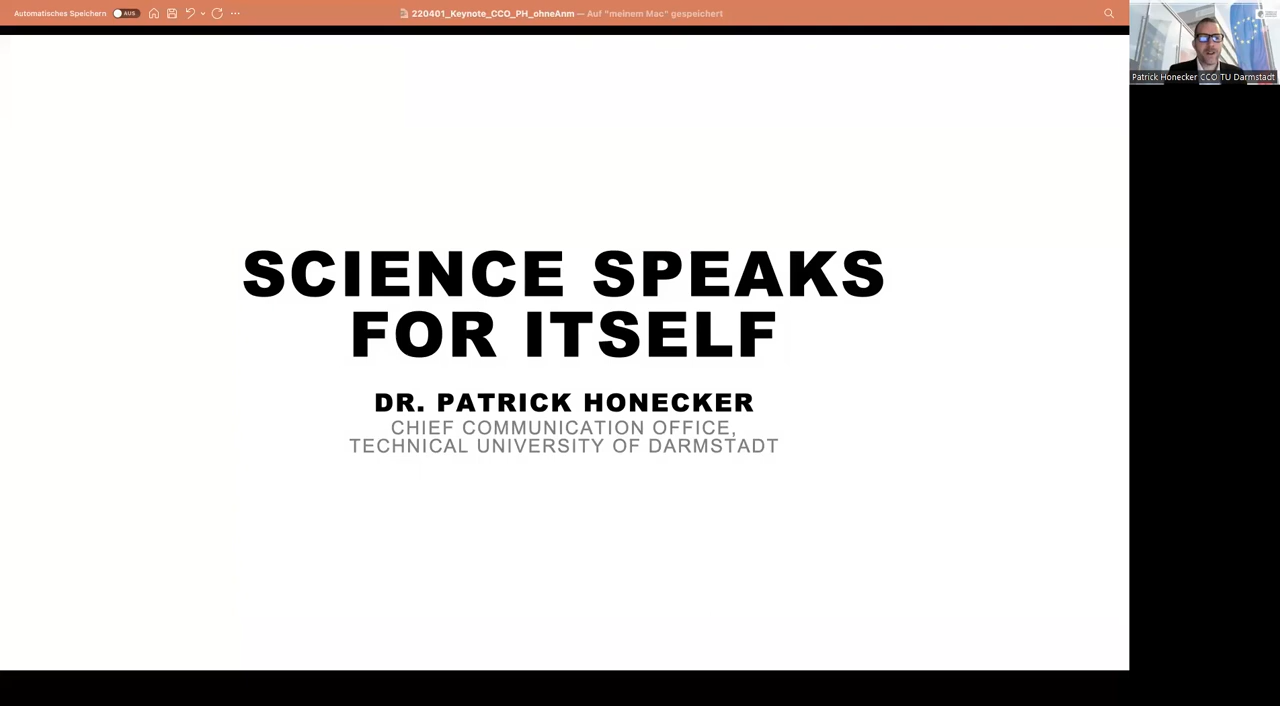 Automatisches Speichern AUS 220401_Keynote_CCO_PH_ohneAnm — Auf "meinem Mac" gespeichert
Patrick Honecker CCO TU Darmstadt
SCIENCE SPEAKS
FOR ITSELF
DR. PATRICK HONECKER
CHIEF COMMUNICATION OFFICE,
TECHNICAL UNIVERSITY OF DARMSTADT